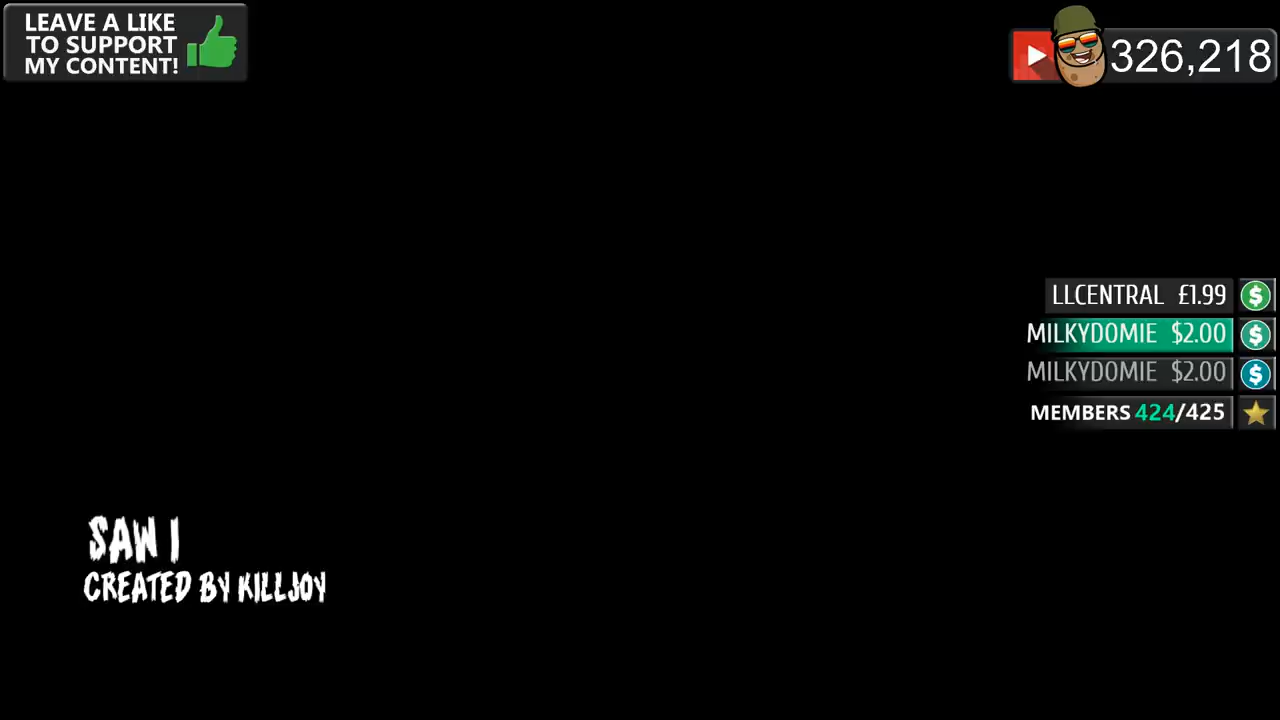 LEAVE A LIKE
TO SUPPORT
MY CONTENT!
326,218
LLCENTRAL £1.99
MILKYDOMIE $2.00
MILKYDOMIE $2.00
MEMBERS 424/425
SAW I
CREATED BY KILLJOY